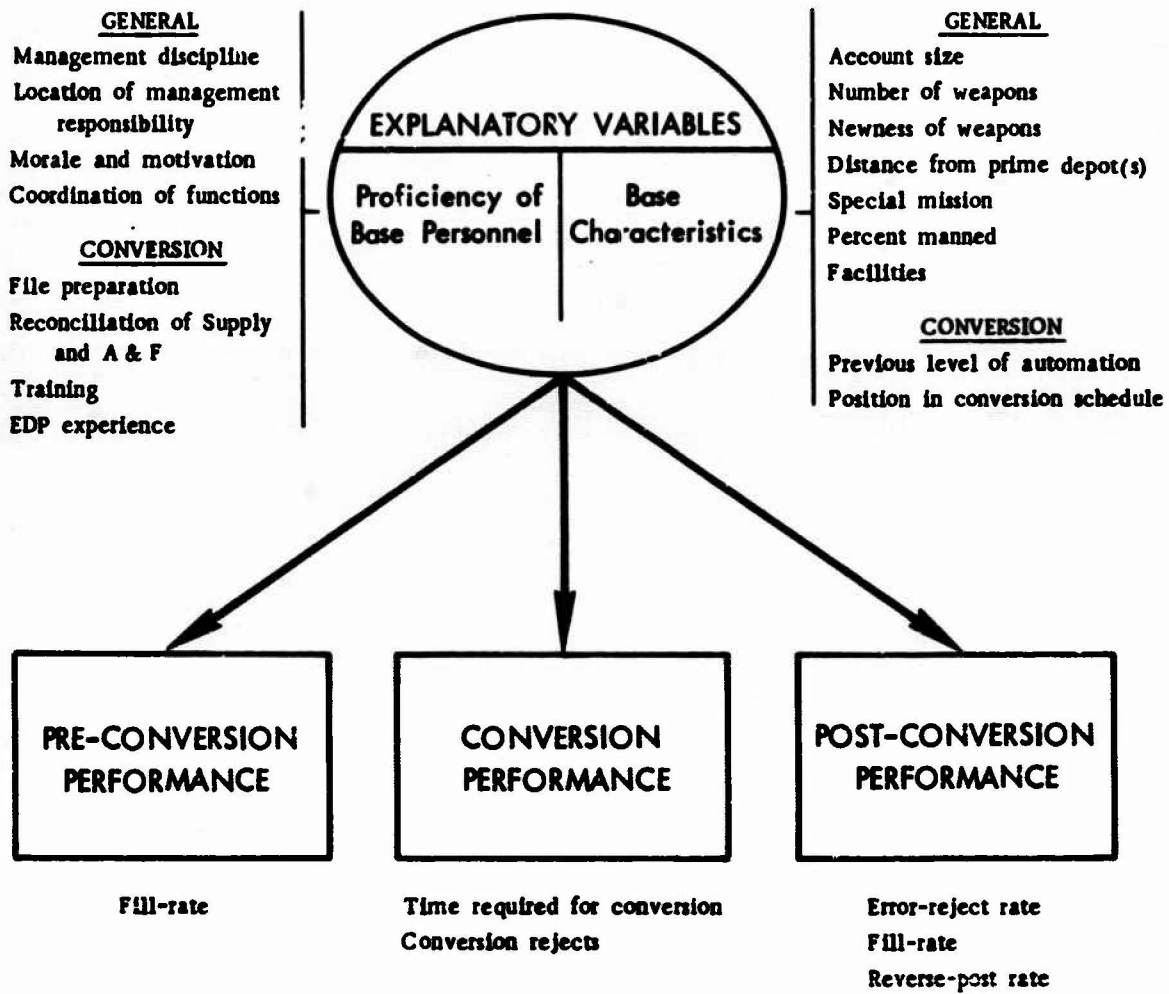 GENERAL
Management discipline
Location of management
responsibility
Morale and motivation
Coordination of functions
CONVERSION
File preparation
Reconciliation of Supply
and A & F
Training
EDP experience
EXPLANATORY VARIABLES
Proficiency of
Base Personnel
Base
Characteristics
GENERAL
Account size
Number of weapons
Newness of weapons
Distance from prime depot(s)
Special mission
Percent manned
Facilities
CONVERSION
Previous level of automation
Position in conversion schedule
PRE-CONVERSION
PERFORMANCE
Fill-rate
CONVERSION
PERFORMANCE
Time required for conversion
Conversion rejects
POST-CONVERSION
PERFORMANCE
Error-reject rate
Fill-rate
Reverse-post rate